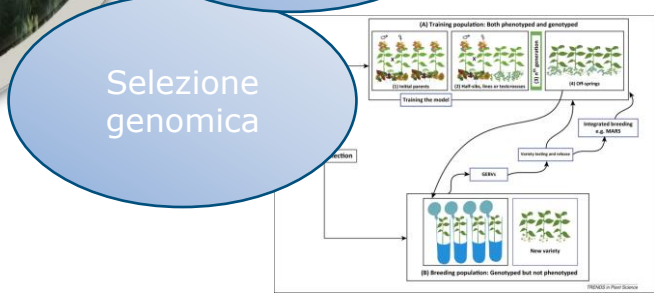 Selezione
genomica
(A) Training population: Both phenotyped and genotyped
(1) Initial parents
(2) Half-sibs, lines or testcrosses
(3) nth generation
(4) Off-springs
Training the model
Integrated breeding
e.g. MARS
Variety testing and release
GEBVs
New variety
(B) Breeding population: Genotyped but not phenotyped
TRENDS in Plant Science